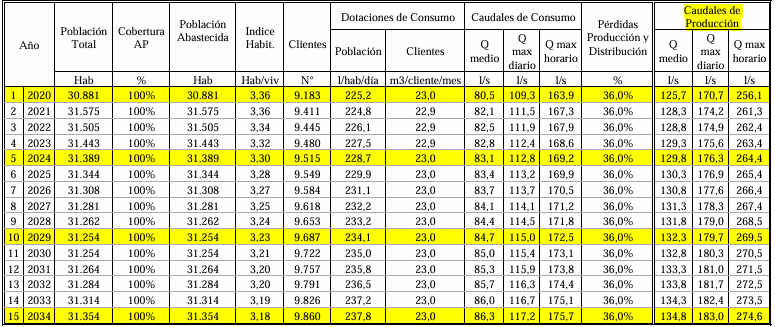 Año Población Total Cobertura AP Población Abastecida Indice Habit. Clientes Dotaciones de Consumo Caudales de Consumo Pérdidas Producción y Distribución Caudales de Producción
Población Clientes Q medio Q max diario Q max horario Q medio Q max diario Q max horario
Hab % Hab Hab/viv N° l/hab/día m3/cliente/mes l/s l/s l/s % l/s l/s l/s
1 2020 30.881 100% 30.881 3,36 9.183 225,2 23,0 80,5 109,3 163,9 36,0% 125,7 170,7 256,1
2 2021 31.575 100% 31.575 3,36 9.411 224,8 22,9 82,1 111,5 167,3 36,0% 128,3 174,2 261,3
3 2022 31.505 100% 31.505 3,34 9.445 226,1 22,9 82,5 111,9 167,9 36,0% 128,8 174,9 262,4
4 2023 31.443 100% 31.443 3,32 9.480 227,5 22,9 82,8 112,4 168,6 36,0% 129,3 175,6 263,4
5 2024 31.389 100% 31.389 3,30 9.515 228,7 23,0 83,1 112,8 169,2 36,0% 129,8 176,3 264,4
6 2025 31.344 100% 31.344 3,28 9.549 229,9 23,0 83,4 113,2 169,9 36,0% 130,3 176,9 265,4
7 2026 31.308 100% 31.308 3,27 9.584 231,1 23,0 83,7 113,7 170,5 36,0% 130,8 177,6 266,4
8 2027 31.281 100% 31.281 3,25 9.618 232,2 23,0 84,1 114,1 171,2 36,0% 131,3 178,3 267,4
9 2028 31.262 100% 31.262 3,24 9.653 233,2 23,0 84,4 114,5 171,8 36,0% 131,8 179,0 268,5
10 2029 31.254 100% 31.254 3,23 9.687 234,1 23,0 84,7 115,0 172,5 36,0% 132,3 179,7 269,5
11 2030 31.254 100% 31.254 3,21 9.722 235,0 23,0 85,0 115,4 173,1 36,0% 132,8 180,3 270,5
12 2031 31.264 100% 31.264 3,20 9.757 235,8 23,0 85,3 115,9 173,8 36,0% 133,3 181,0 271,5
13 2032 31.284 100% 31.284 3,20 9.791 236,5 23,0 85,7 116,3 174,4 36,0% 133,8 181,7 272,5
14 2033 31.314 100% 31.314 3,19 9.826 237,2 23,0 86,0 116,7 175,1 36,0% 134,3 182,4 273,5
15 2034 31.354 100% 31.354 3,18 9.860 237,8 23,0 86,3 117,2 175,7 36,0% 134,8 183,0 274,6